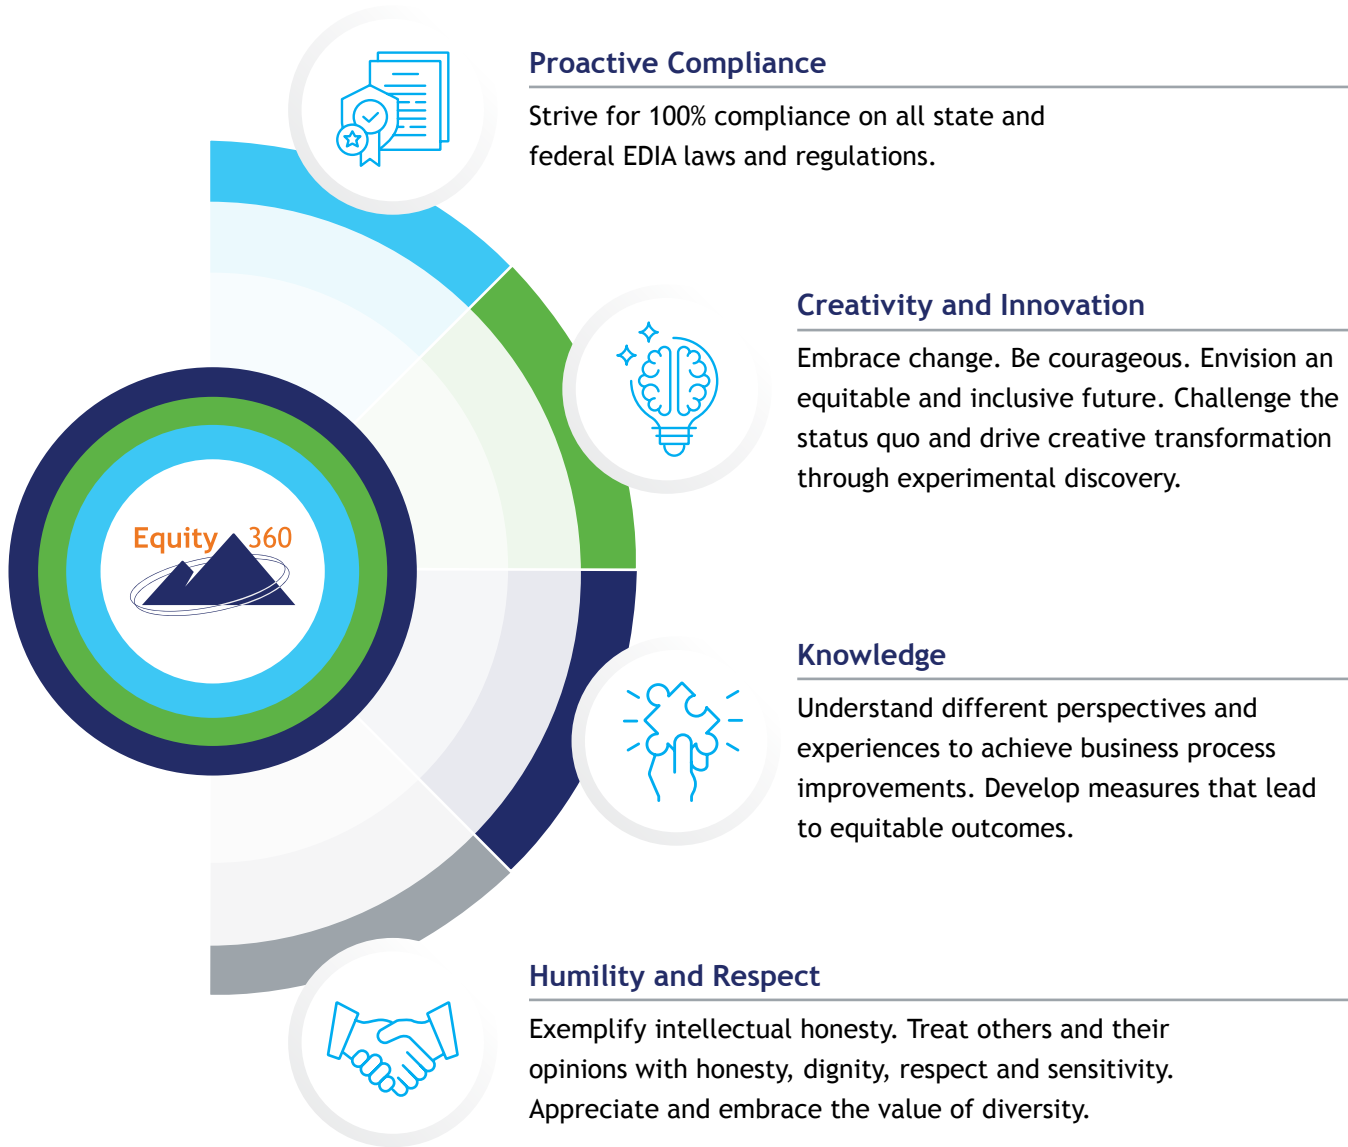 Proactive Compliance
Strive for 100% compliance on all state and
federal EDIA laws and regulations.
Creativity and Innovation
Embrace change. Be courageous. Envision an
equitable and inclusive future. Challenge the
status quo and drive creative transformation
through experimental discovery.
Equity 360
Knowledge
Understand different perspectives and
experiences to achieve business process
improvements. Develop measures that lead
to equitable outcomes.
Humility and Respect
Exemplify intellectual honesty. Treat others and their
opinions with honesty, dignity, respect and sensitivity.
Appreciate and embrace the value of diversity.